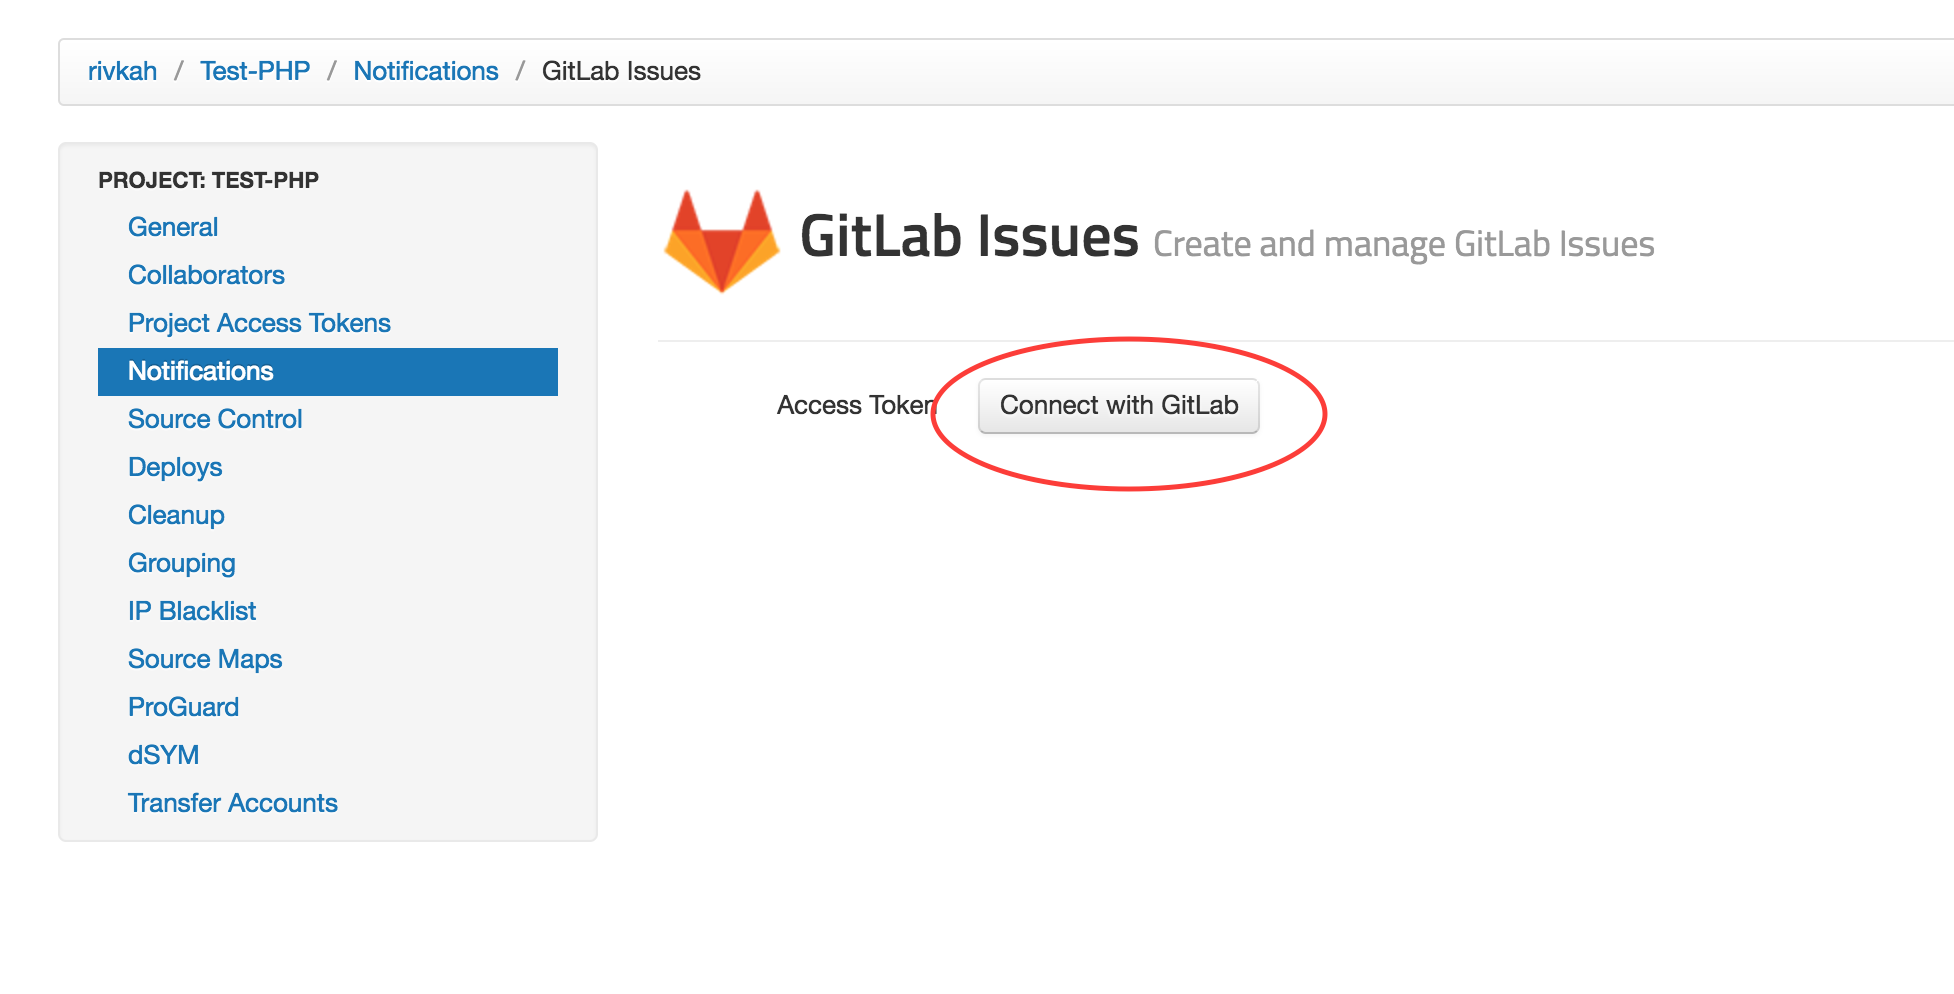 rivkah / Test-PHP / Notifications / GitLab Issues
PROJECT: TEST-PHP
General
Collaborators
Project Access Tokens
Notifications
Source Control
Deploys
Cleanup
Grouping
IP Blacklist
Source Maps
ProGuard
dSYM
Transfer Accounts
GitLab Issues Create and manage GitLab Issues
Access Token Connect with GitLab